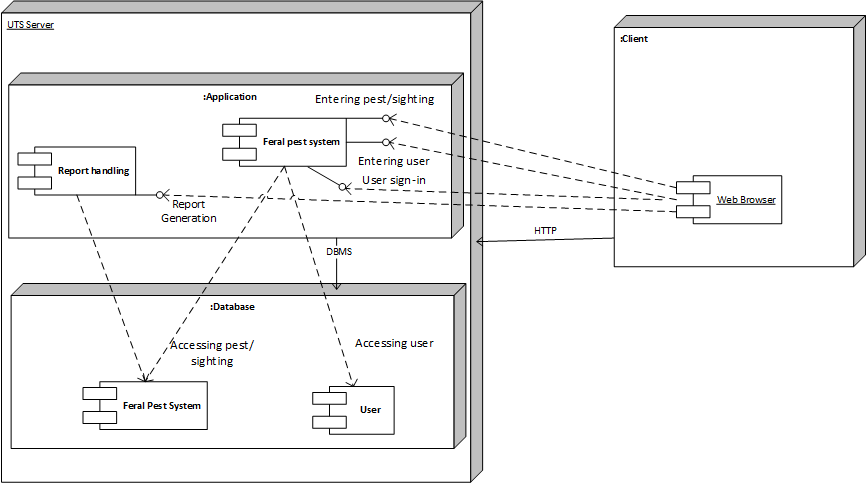 UTS Server
:Client
:Application
Entering pest/sighting
Feral pest system
Entering user
Report handling
User sign-in
Web Browser
Report
Generation
HTTP
DBMS
:Database
Accessing pest/
sighting
Accessing user
Feral Pest System
User